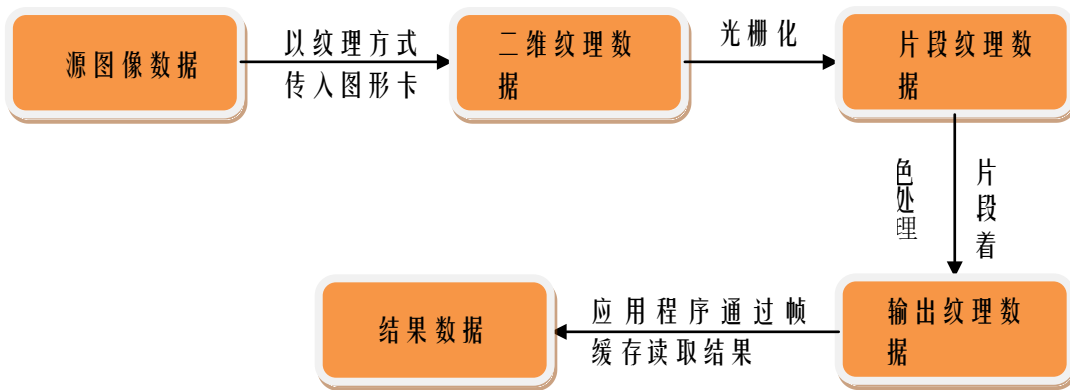 源图像数据
以纹理方式
传入图形卡
二维纹理数
据
光栅化
片段纹理数
据
片段着
色处理
输出纹理数
据
应用程序通过帧
缓存读取结果
结果数据